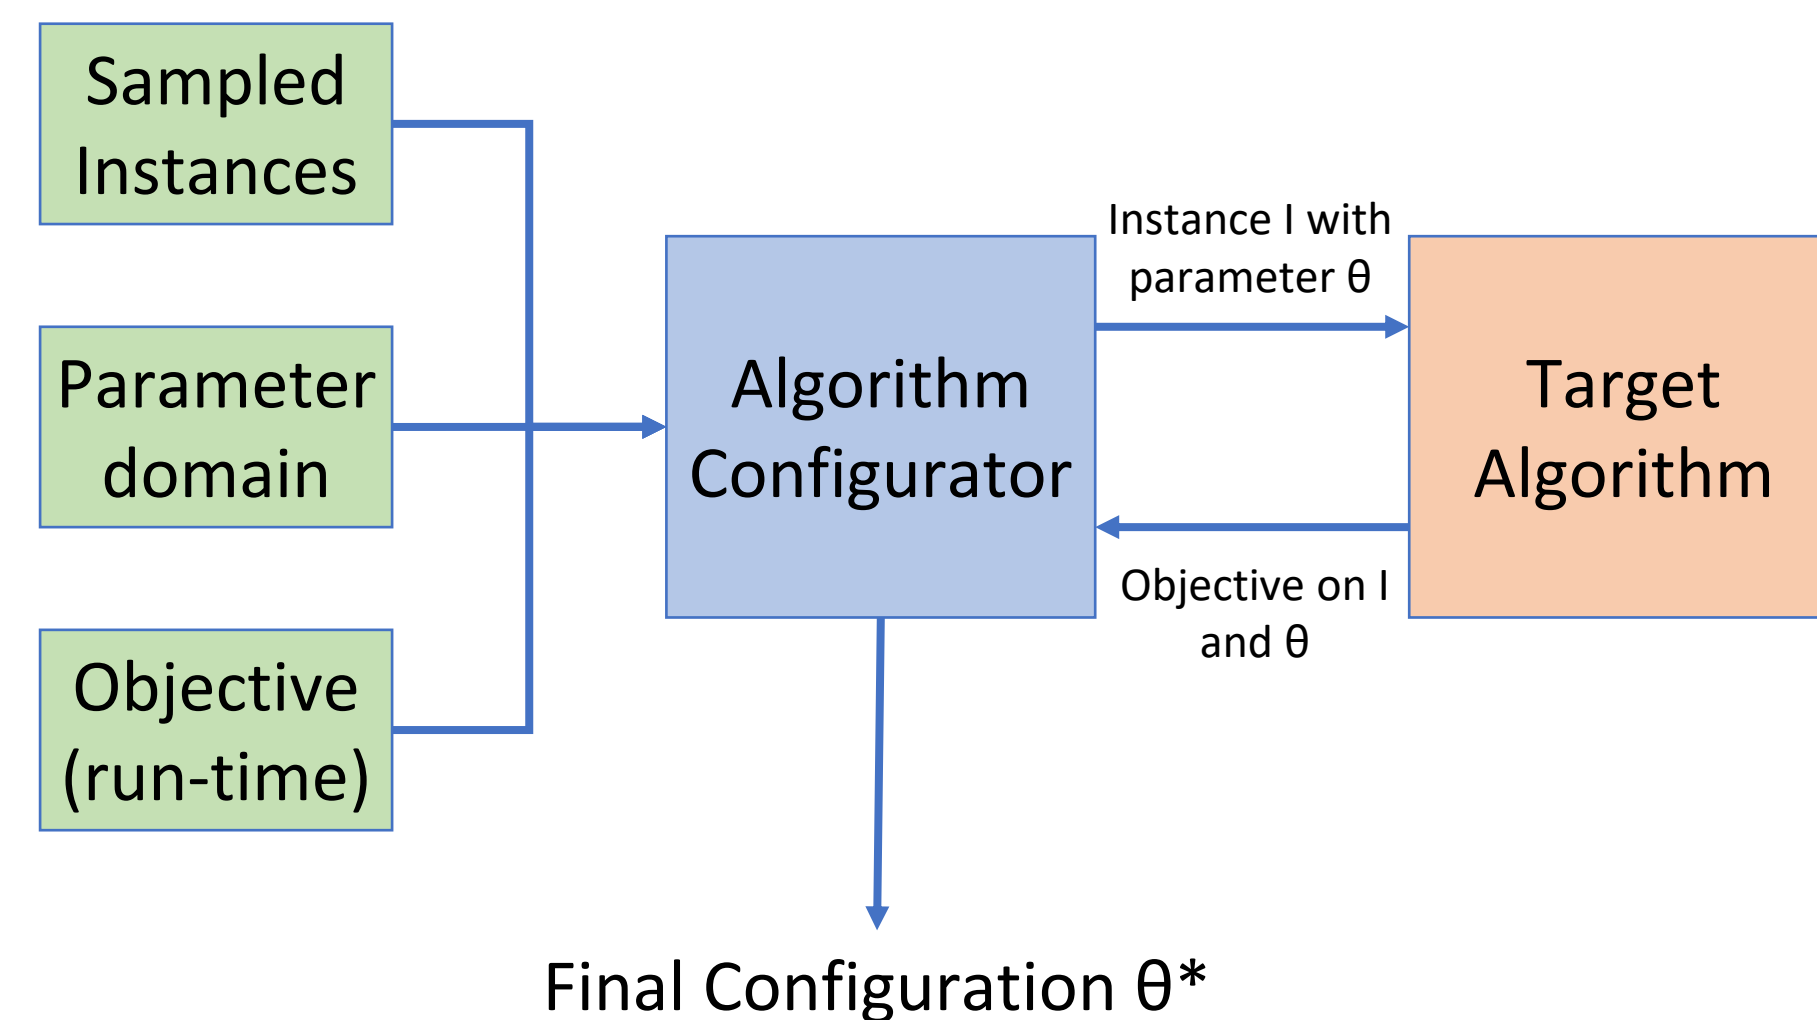 Sampled
Instances
Parameter
domain
Objective
(run-time)
Algorithm
Configurator
Instance I with
parameter θ
Objective on I
and θ
Target
Algorithm
Final Configuration θ*